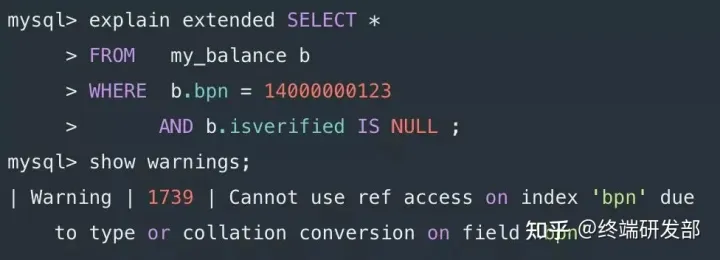 mysql> explain extended SELECT *
> FROM my_balance b
> WHERE b.bpn = 14000000123
> AND b.isverified IS NULL ;
mysql> show warnings;
| Warning | 1739 | Cannot use ref access on index 'bpn' due
to type or collation conversion on field
知乎 @终端研发部